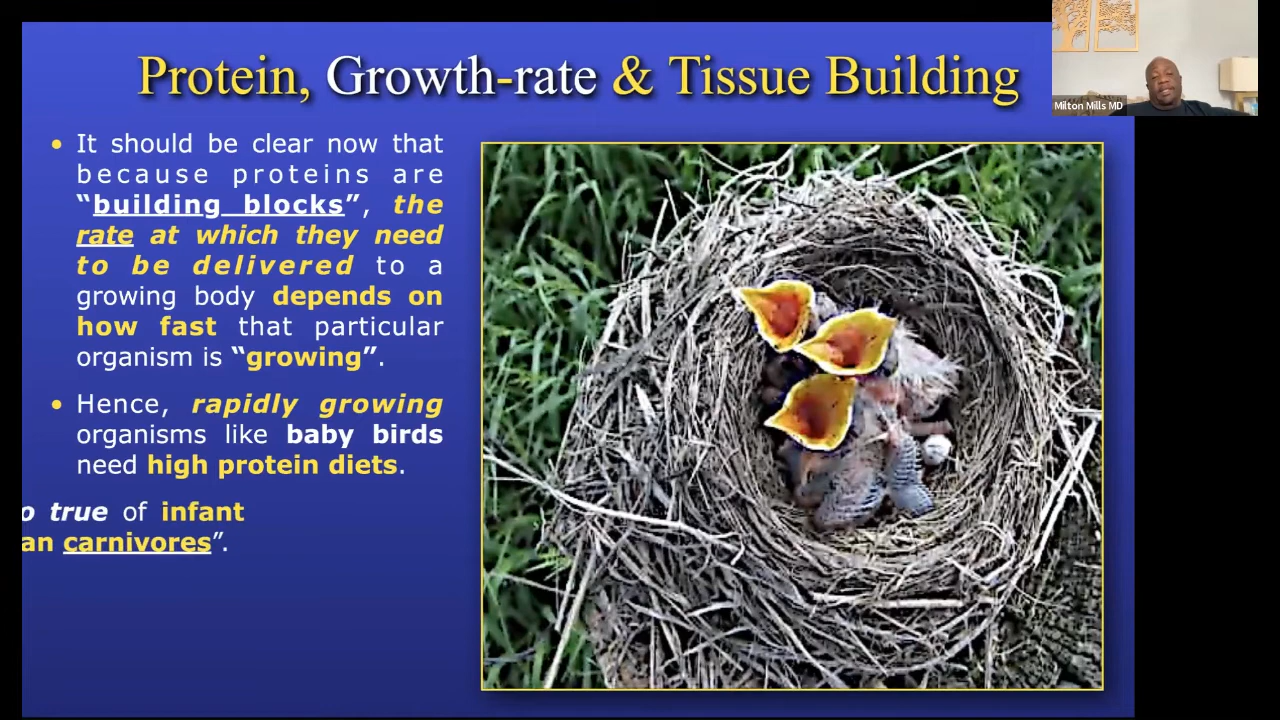 Protein, Growth-rate & Tissue Building
Milton Mills MD
• It should be clear now that
because proteins are
“building blocks”, the
rate at which they need
to be delivered to a
growing body depends on
how fast that particular
organism is “growing”.
• Hence, rapidly growing
organisms like baby birds
need high protein diets.
o true of infant
an carnivores”.